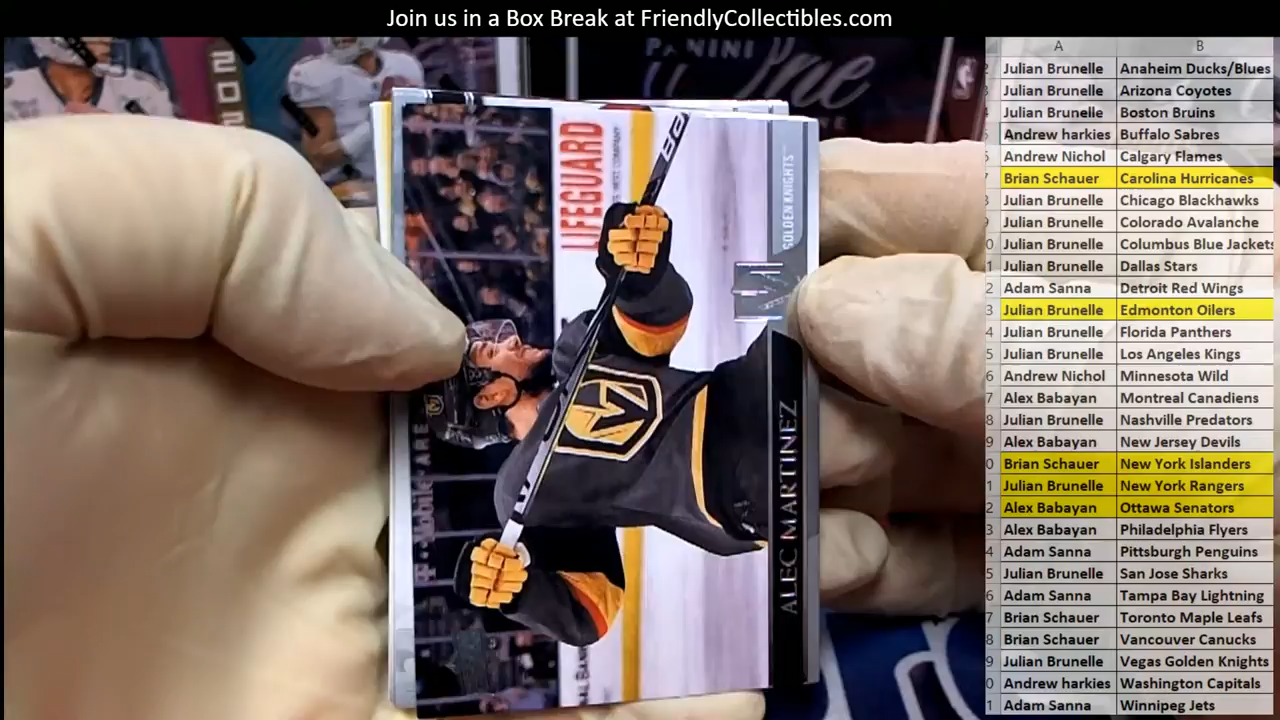 Join us in a Box Break at FriendlyCollectibles.com
PANINI
One
LIFEGUARD
GOLDEN KNIGHTS
ALEC MARTINEZ
A B
Julian Brunelle Anaheim Ducks/Blues
Julian Brunelle Arizona Coyotes
Julian Brunelle Boston Bruins
Andrew harkies Buffalo Sabres
Andrew Nichol Calgary Flames
Brian Schauer Carolina Hurricanes
Julian Brunelle Chicago Blackhawks
Julian Brunelle Colorado Avalanche
Julian Brunelle Columbus Blue Jackets
Julian Brunelle Dallas Stars
Adam Sanna Detroit Red Wings
Julian Brunelle Edmonton Oilers
Julian Brunelle Florida Panthers
Julian Brunelle Los Angeles Kings
Andrew Nichol Minnesota Wild
Alex Babayan Montreal Canadiens
Julian Brunelle Nashville Predators
Alex Babayan New Jersey Devils
Brian Schauer New York Islanders
Julian Brunelle New York Rangers
Alex Babayan Ottawa Senators
Alex Babayan Philadelphia Flyers
Adam Sanna Pittsburgh Penguins
Julian Brunelle San Jose Sharks
Adam Sanna Tampa Bay Lightning
Brian Schauer Toronto Maple Leafs
Brian Schauer Vancouver Canucks
Julian Brunelle Vegas Golden Knights
Andrew harkies Washington Capitals
Adam Sanna Winnipeg Jets